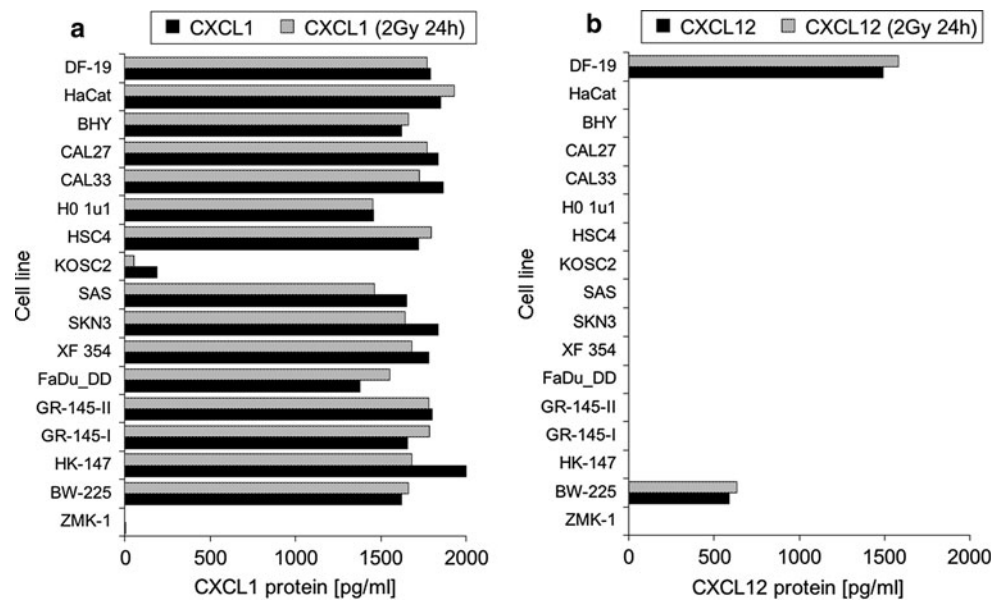 a
CXCL1
CXCL1 (2Gy 24h)
Cell line
DF-19
HaCat
BHY
CAL27
CAL33
H0 1u1
HSC4
KOSC2
SAS
SKN3
XF 354
FaDu_DD
GR-145-II
GR-145-I
HK-147
BW-225
ZMK-1
0 500 1000 1500 2000
CXCL1 protein [pg/ml]
b
CXCL12
CXCL12 (2Gy 24h)
Cell line
DF-19
HaCat
BHY
CAL27
CAL33
H0 1u1
HSC4
KOSC2
SAS
SKN3
XF 354
FaDu_DD
GR-145-II
GR-145-I
HK-147
BW-225
ZMK-1
0 500 1000 1500 2000
CXCL12 protein [pg/ml]